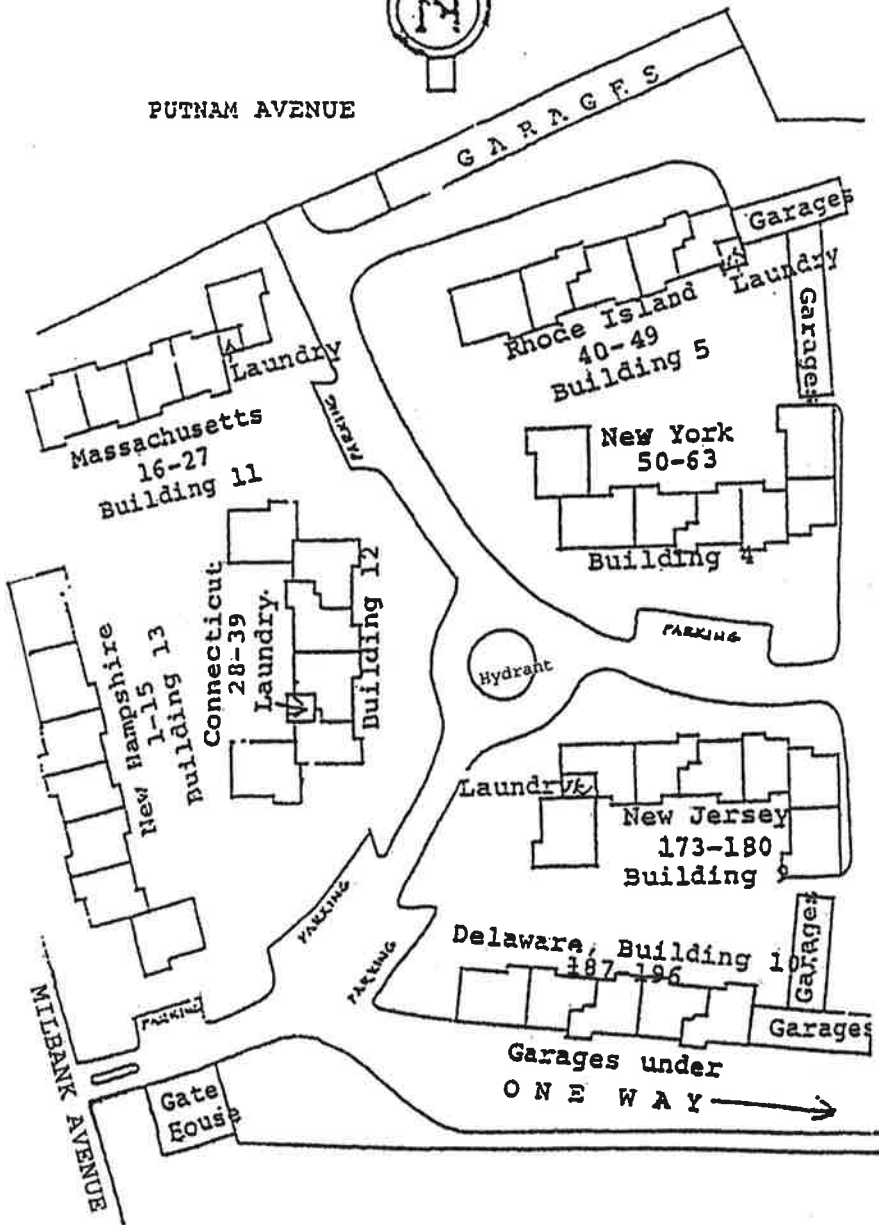 N
PUTNAM AVENUE
GARAGES
Garages
Laundry
Garages
Rhode Island
40-49
Building 5
Laundry
Massachusetts
16-27
Building 11
PARKING
New York
50-63
Building 4
Connecticut
28-39
Laundry
Building 12
New Hampshire
1-15
Building 13
PARKING
Hydrant
Laundr
New Jersey
173-180
Building 9
PARKING
PARKING
Delaware, Building 10
187-196
Garages
Garages
PARKING
Garages under
ONE WAY
MILBANK AVENUE
Gate
House